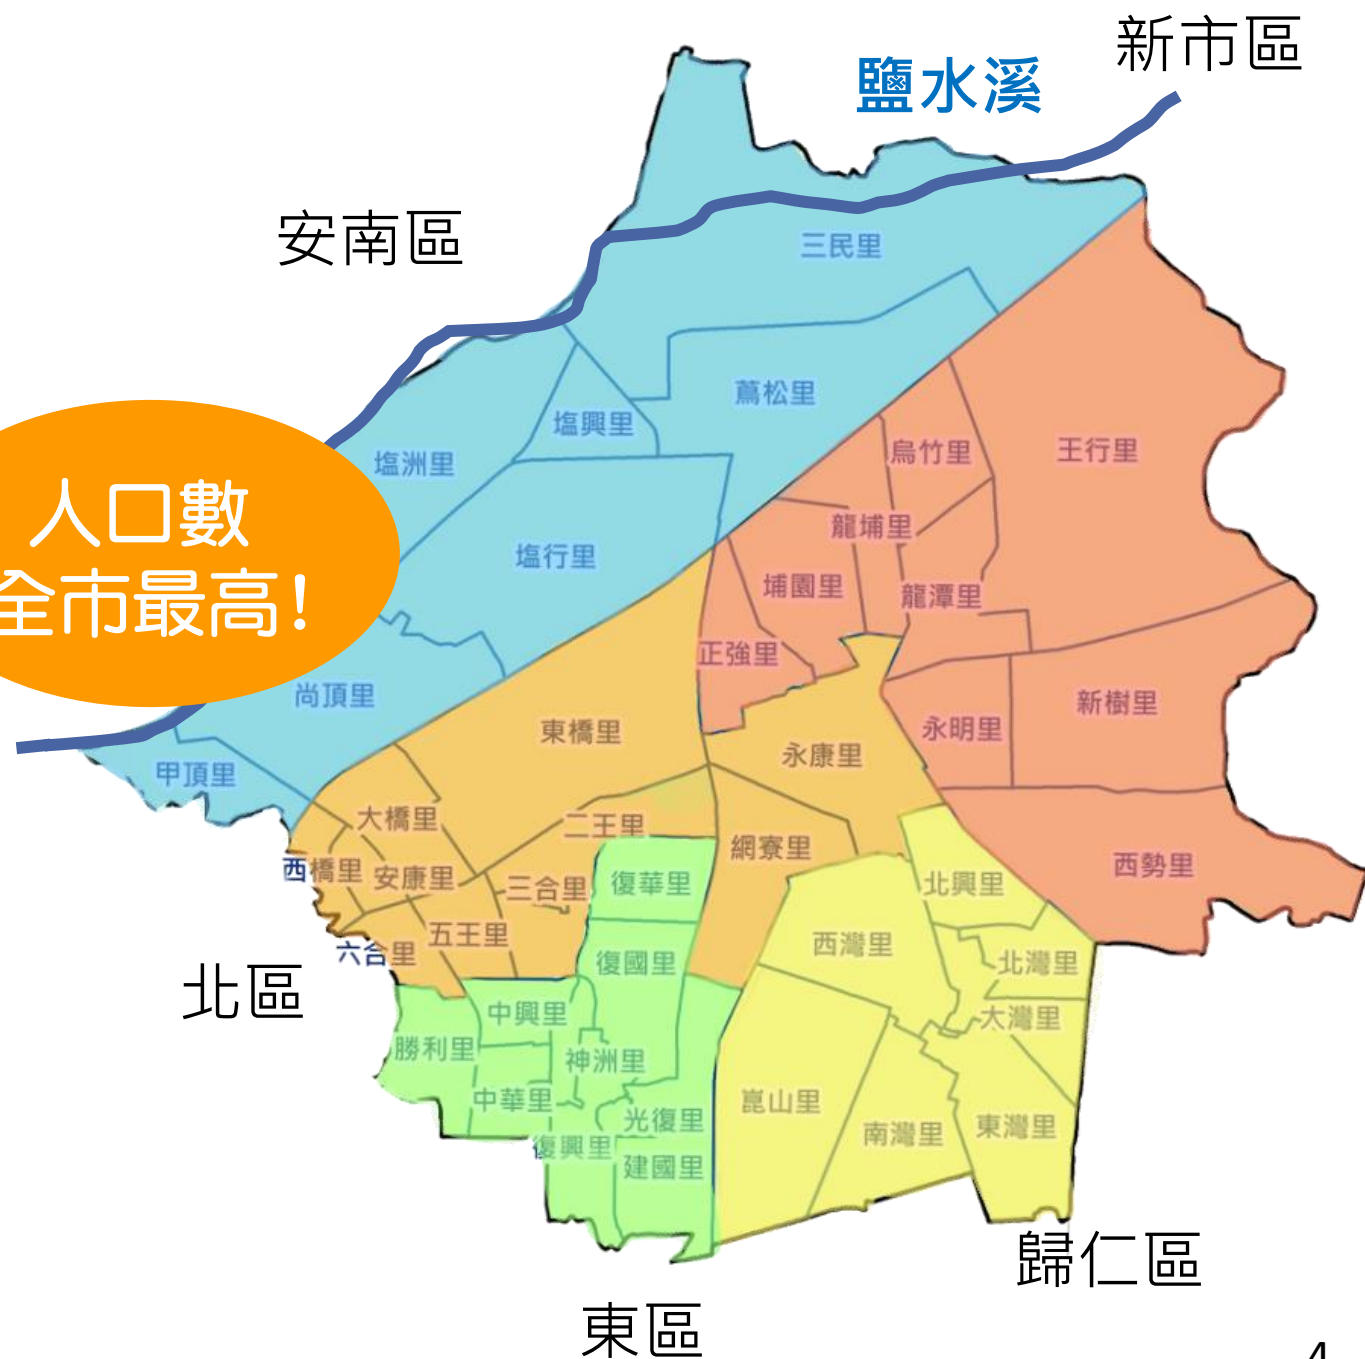 新市區
鹽水溪
安南區
三民里
蔦松里
塩興里
塩洲里
烏竹里
王行里
人口數
全市最高!
龍埔里
塩行里
埔園里
龍潭里
正強里
尚頂里
新樹里
東橋里
永明里
永康里
甲頂里
大橋里
二王里
網寮里
西勢里
西橋里
安康里
三合里
復華里
北興里
五王里
六合里
西灣里
復國里
北灣里
北區
中興里
大灣里
勝利里
神洲里
中華里
崑山里
光復里
南灣里
東灣里
復興里
建國里
歸仁區
東區
4